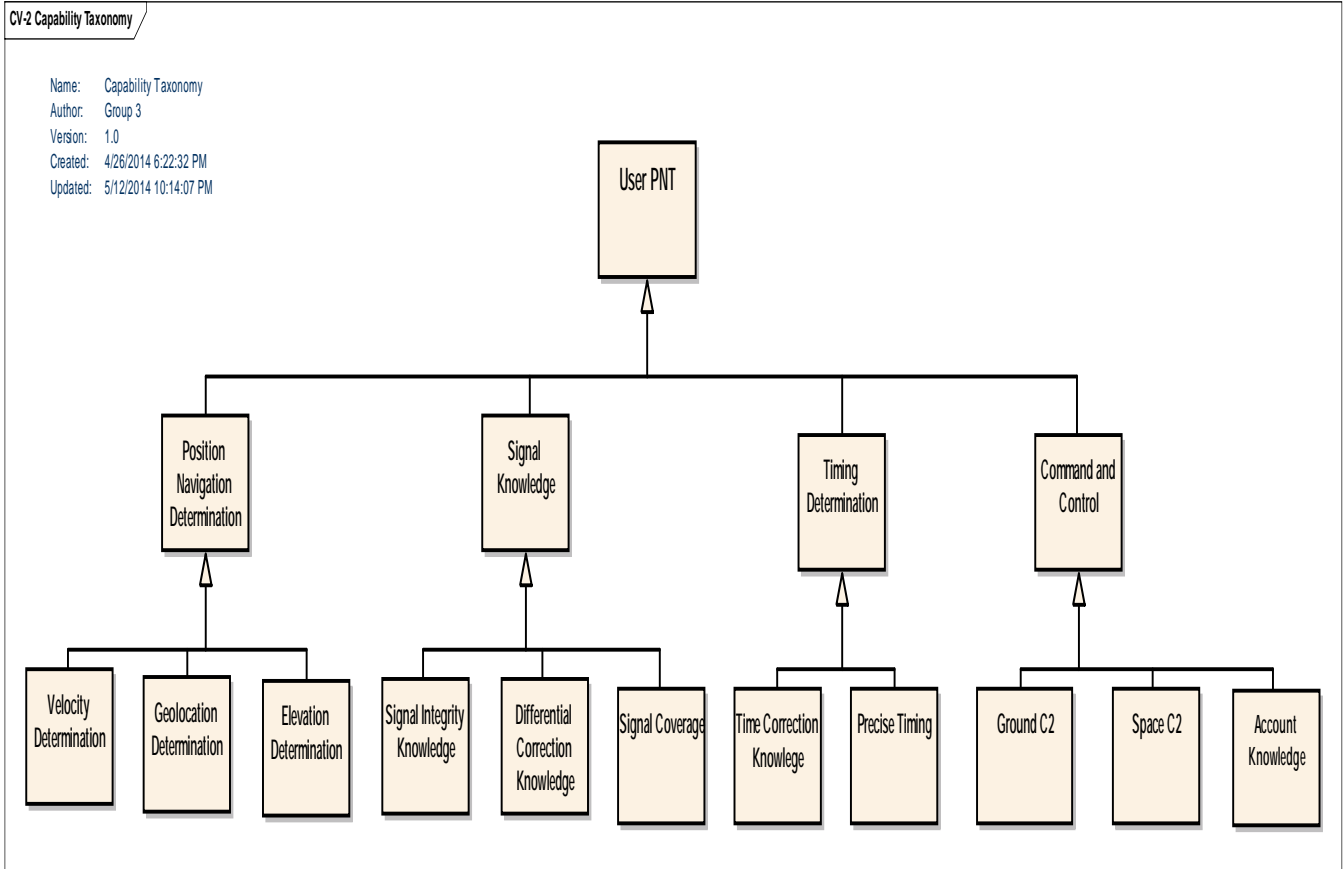 CV-2 Capability Taxonomy
Name: Capability Taxonomy
Author: Group 3
Version: 1.0
Created: 4/26/2014 6:22:32 PM
Updated: 5/12/2014 10:14:07 PM
User PNT
Position
Navigation
Determination
Signal
Knowledge
Timing
Determination
Command and
Control
Velocity
Determination
Geolocation
Determination
Elevation
Determination
Signal Integrity
Knowledge
Differential
Correction
Knowledge
Signal Coverage
Time Correction
Knowlege
Precise Timing
Ground C2
Space C2
Account
Knowledge